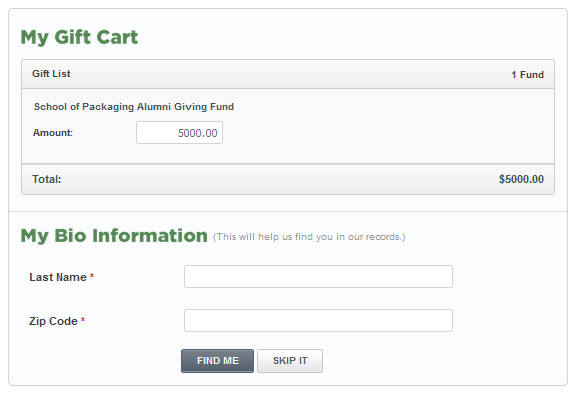 My Gift Cart
Gift List 1 Fund
School of Packaging Alumni Giving Fund
Amount: 5000.00
Total: $5000.00
My Bio Information (This will help us find you in our records.)
Last Name *
Zip Code *
FIND ME SKIP IT